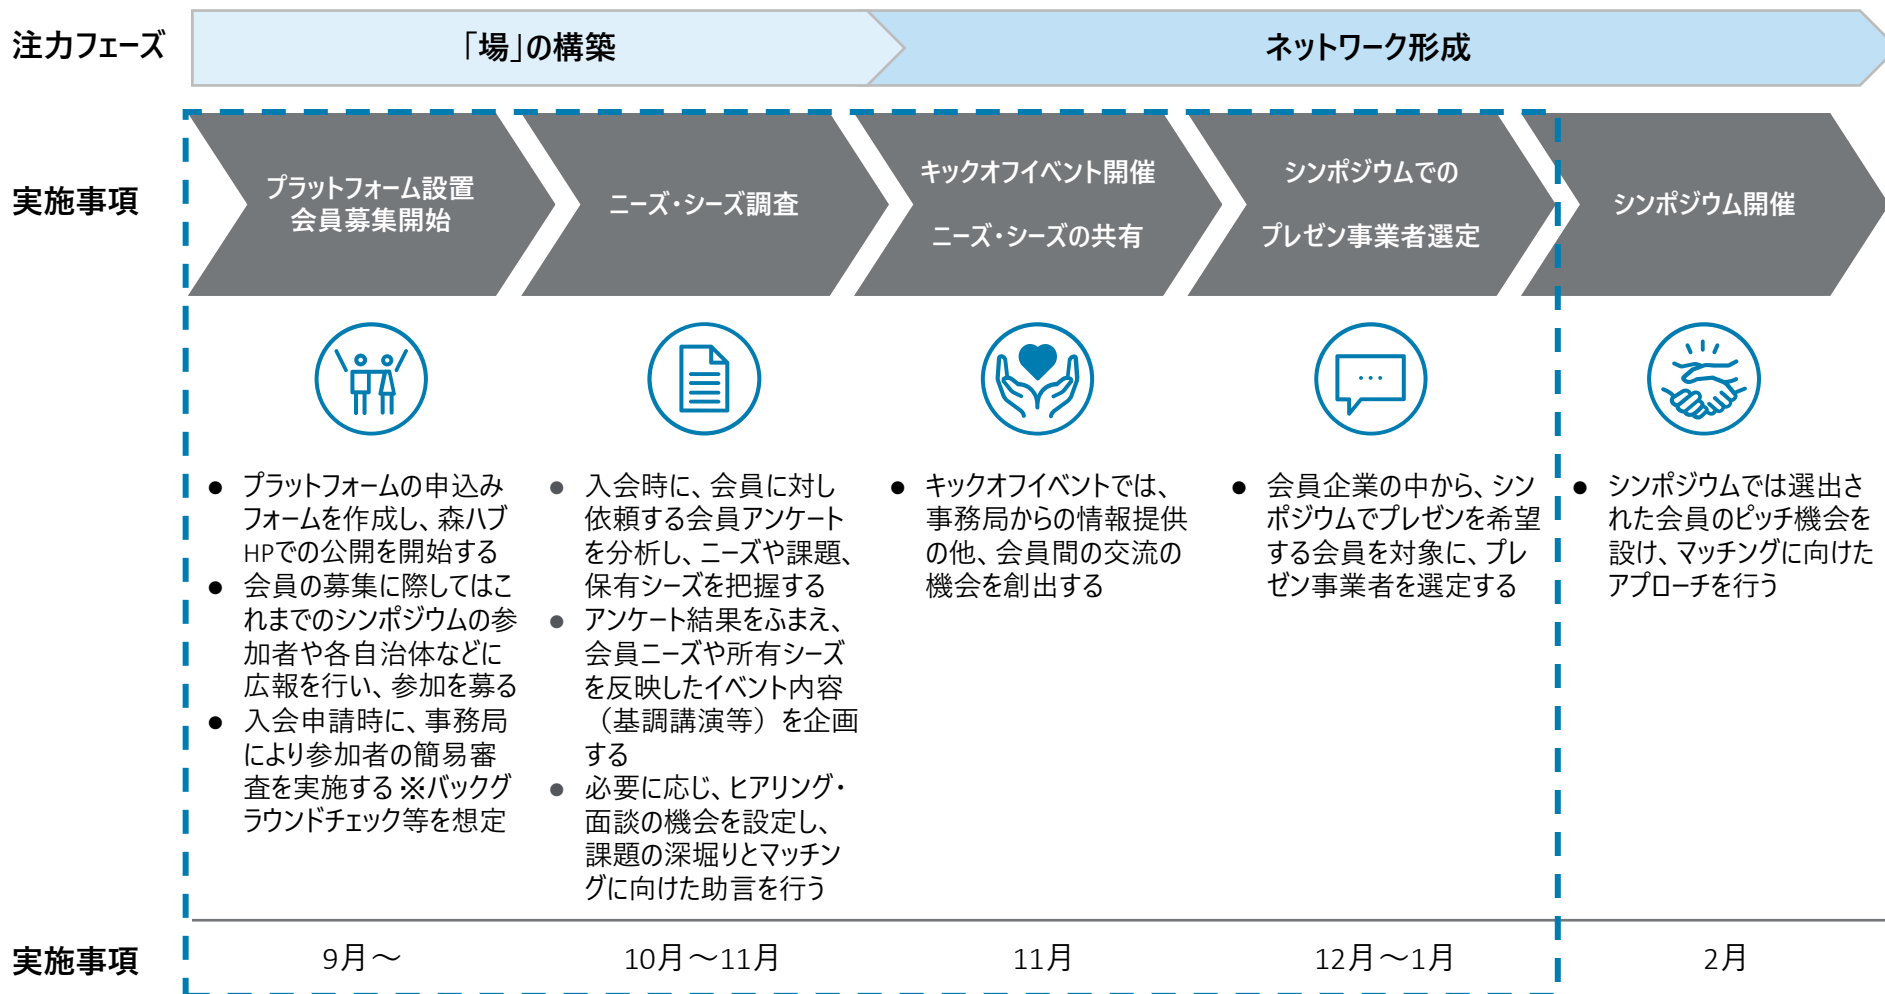 注力フェーズ
「場」の構築
ネットワーク形成
実施事項
プラットフォーム設置
会員募集開始
ニーズ・シーズ調査
キックオフイベント開催
ニーズ・シーズの共有
シンポジウムでの
プレゼン事業者選定
シンポジウム開催
● プラットフォームの申込み
フォームを作成し、森ハブ
HPでの公開を開始する
● 会員の募集に際してはこ
れまでのシンポジウムの参
加者や各自治体などに
広報を行い、参加を募る
● 入会申請時に、事務局
により参加者の簡易審
査を実施する ※バックグ
ラウンドチェック等を想定
● 入会時に、会員に対し
依頼する会員アンケート
を分析し、ニーズや課題、
保有シーズを把握する
● アンケート結果をふまえ、
会員ニーズや所有シーズ
を反映したイベント内容
（基調講演等）を企画
する
● 必要に応じ、ヒアリング・
面談の機会を設定し、
課題の深堀りとマッチン
グに向けた助言を行う
● キックオフイベントでは、
事務局からの情報提供
の他、会員間の交流の
機会を創出する
● 会員企業の中から、シン
ポジウムでプレゼンを希望
する会員を対象に、プレ
ゼン事業者を選定する
● シンポジウムでは選出さ
れた会員のピッチ機会を
設け、マッチングに向けた
アプローチを行う
実施事項
9月～
10月～11月
11月
12月～1月
2月